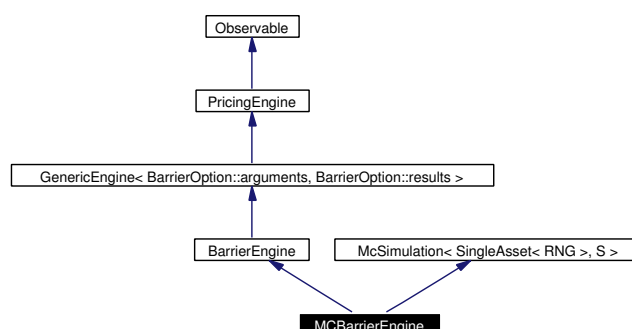 Observable
PricingEngine
GenericEngine< BarrierOption::arguments, BarrierOption::results >
BarrierEngine
McSimulation< SingleAsset< RNG >, S >
MCBarrierEngine